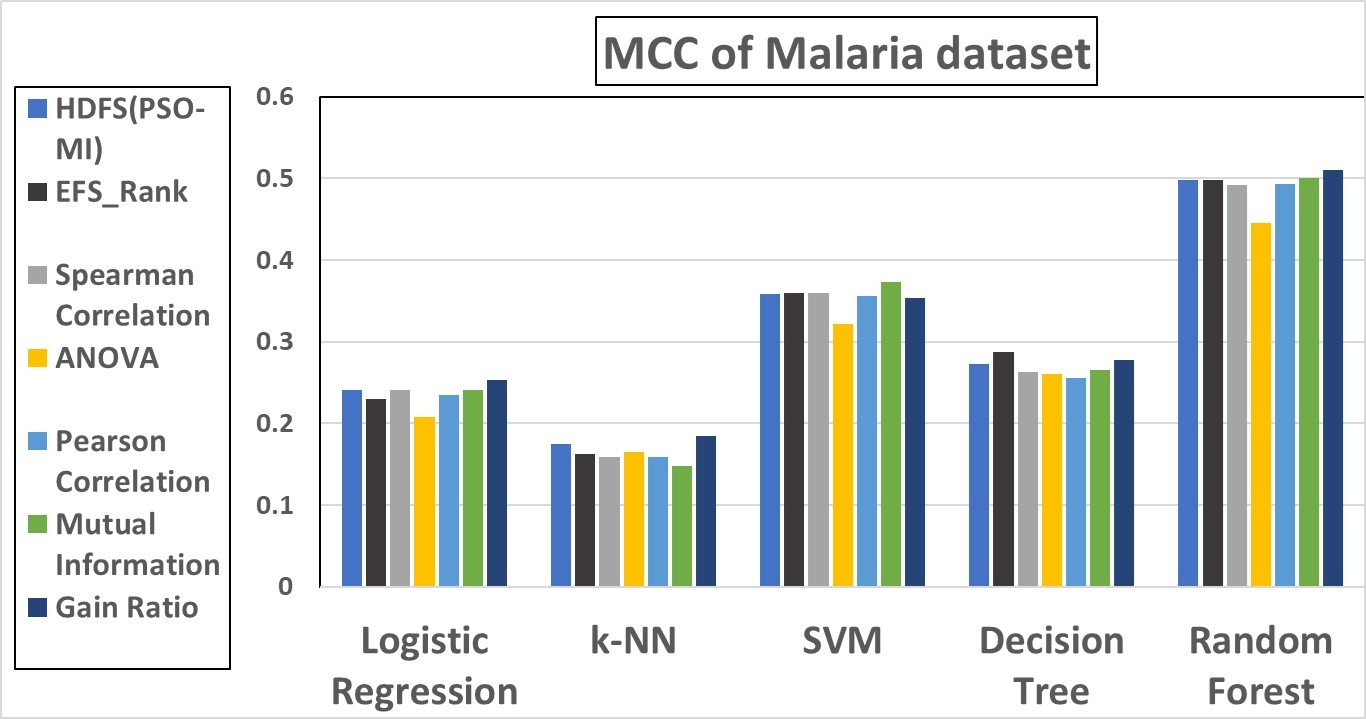 MCC of Malaria dataset
HDFS(PSO-
MI)
EFS_Rank
Spearman
Correlation
ANOVA
Pearson
Correlation
Mutual
Information
Gain Ratio
0.6
0.5
0.4
0.3
0.2
0.1
0
Logistic
Regression
k-NN
SVM
Decision
Tree
Random
Forest